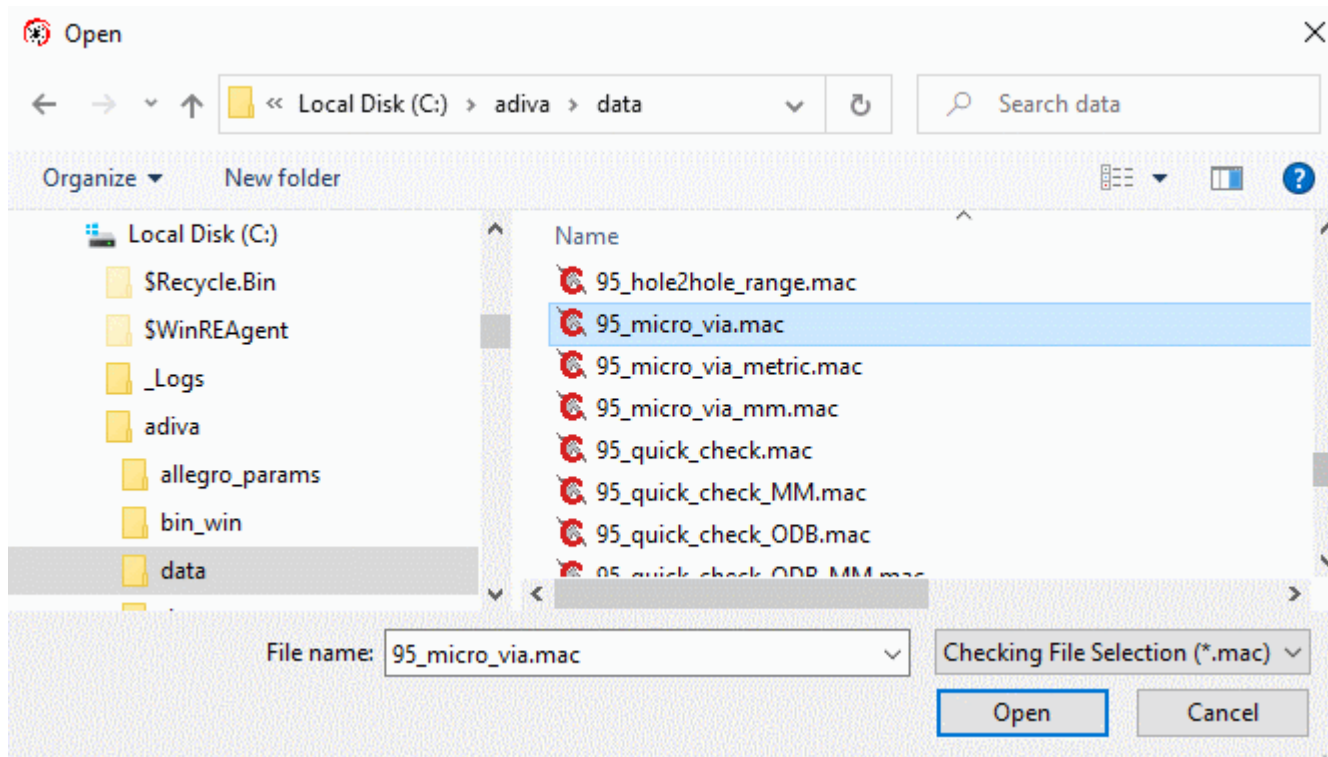 Open
« Local Disk (C:) > adiva > data
Search data
Organize
New folder
Local Disk (C:)
$Recycle.Bin
$WinREAgent
_Logs
adiva
allegro_params
bin_win
data
Name
95_hole2hole_range.mac
95_micro_via.mac
95_micro_via_metric.mac
95_micro_via_mm.mac
95_quick_check.mac
95_quick_check_MM.mac
95_quick_check_ODB.mac
95_quick_check_ODB_MM.mac
File name: 95_micro_via.mac
Checking File Selection (*.mac)
Open
Cancel